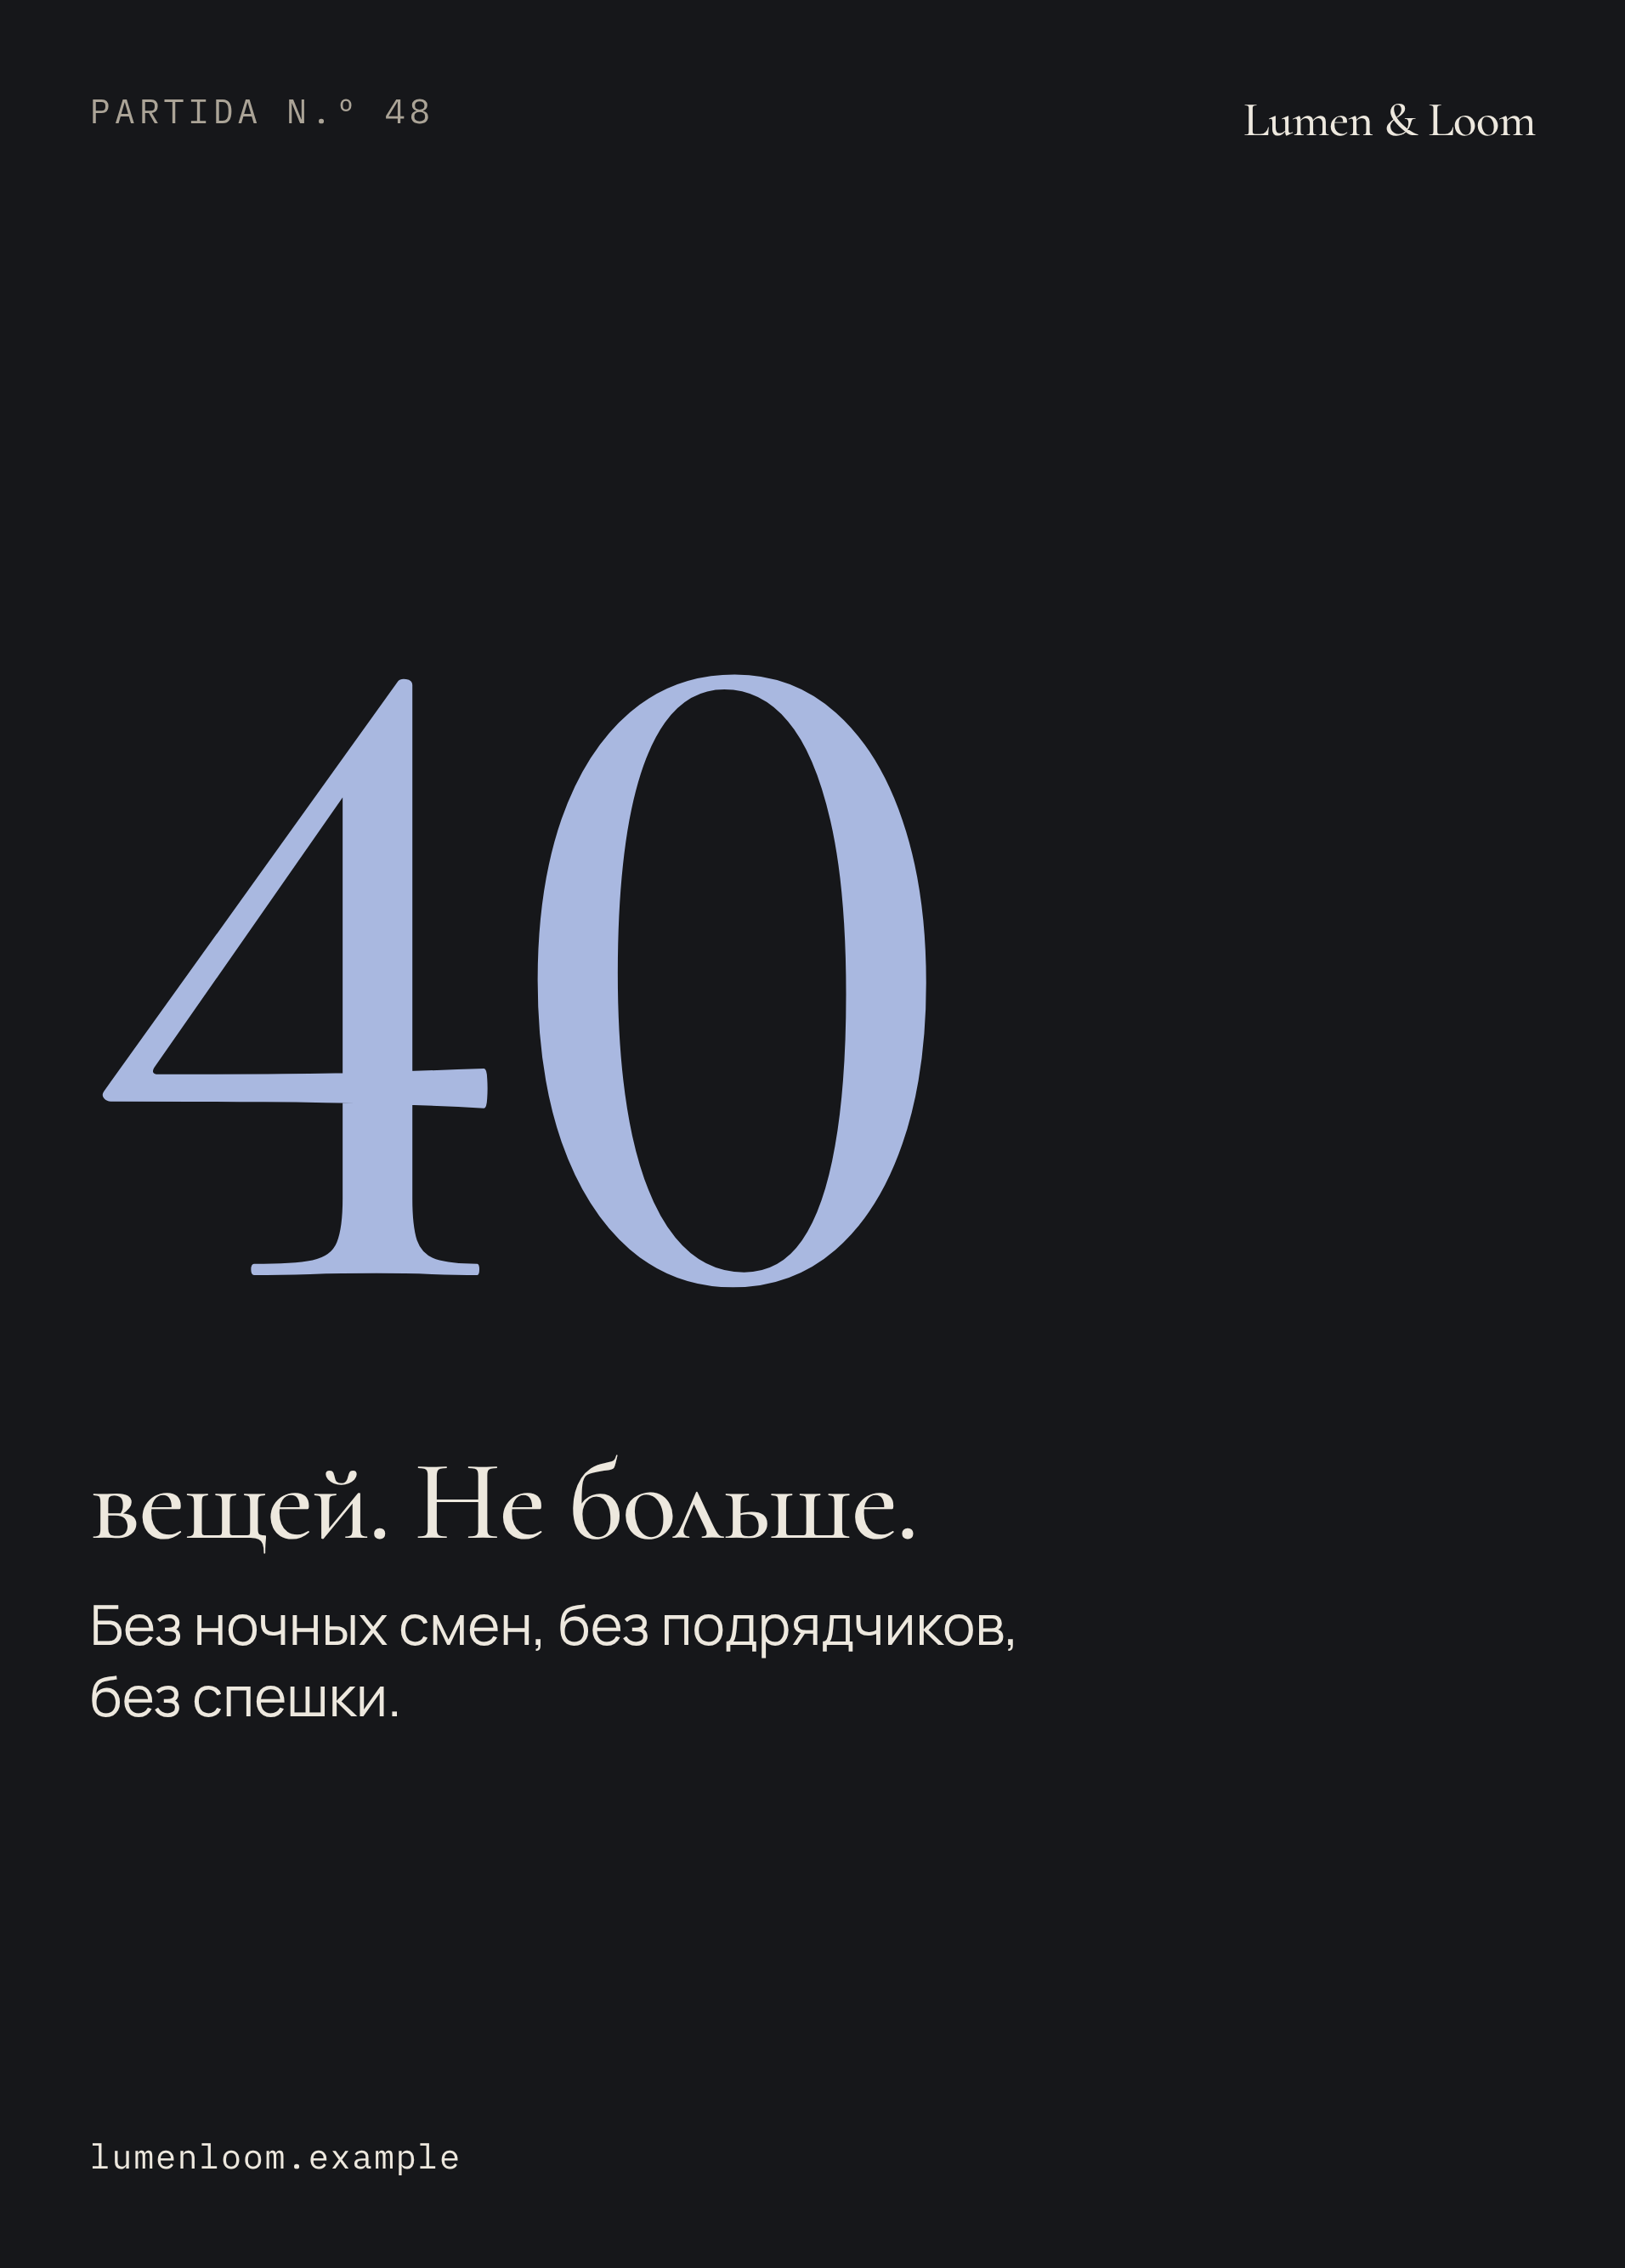 PARTIDA N.º 48
Lumen & Loom
40
вещей. Не больше.
Без ночных смен, без подрядчиков,
без спешки.
lumenloom.example